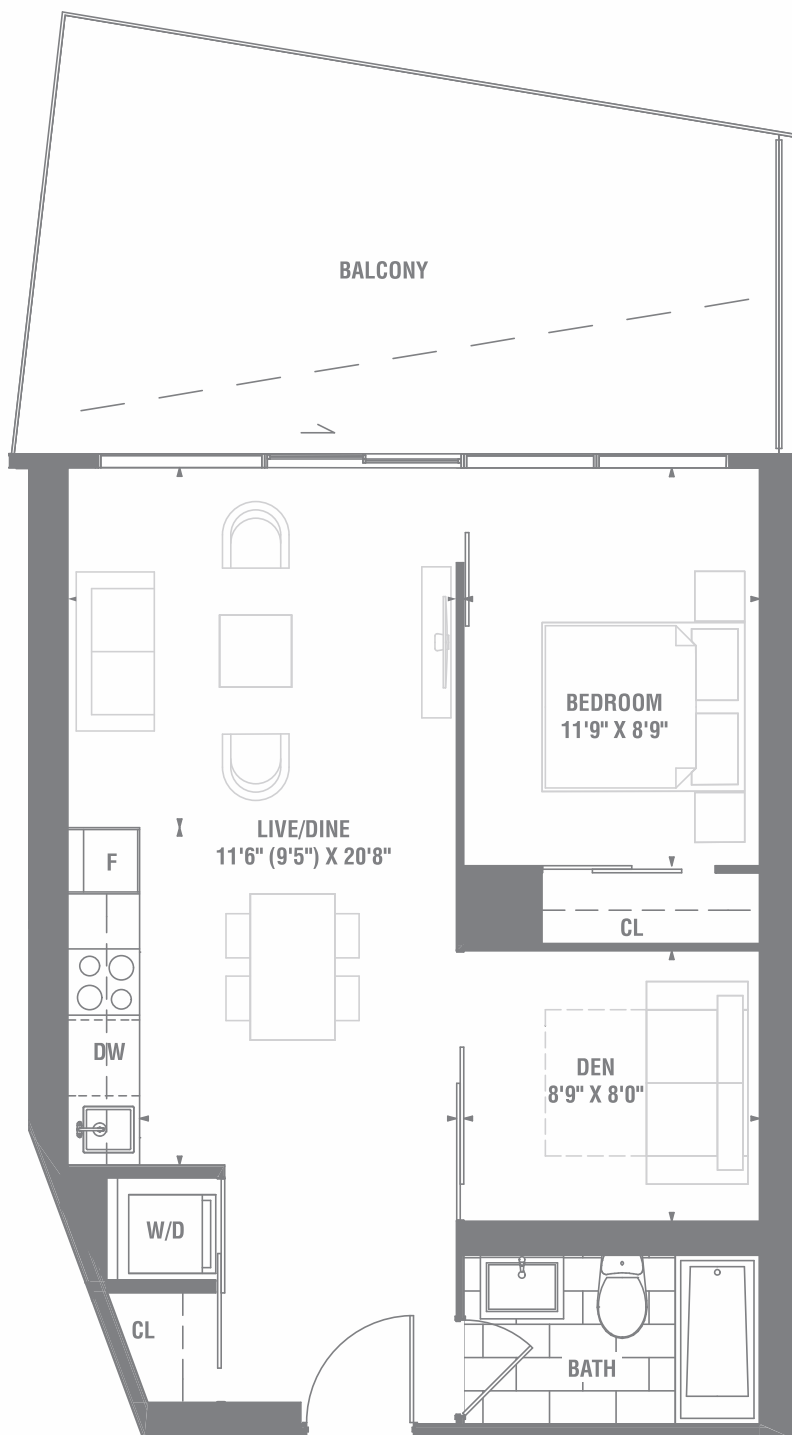 BALCONY
BEDROOM
11'9" X 8'9"
LIVE/DINE
11'6" (9'5") X 20'8"
F
CL
DW
DEN
8'9" X 8'0"
W/D
CL
BATH